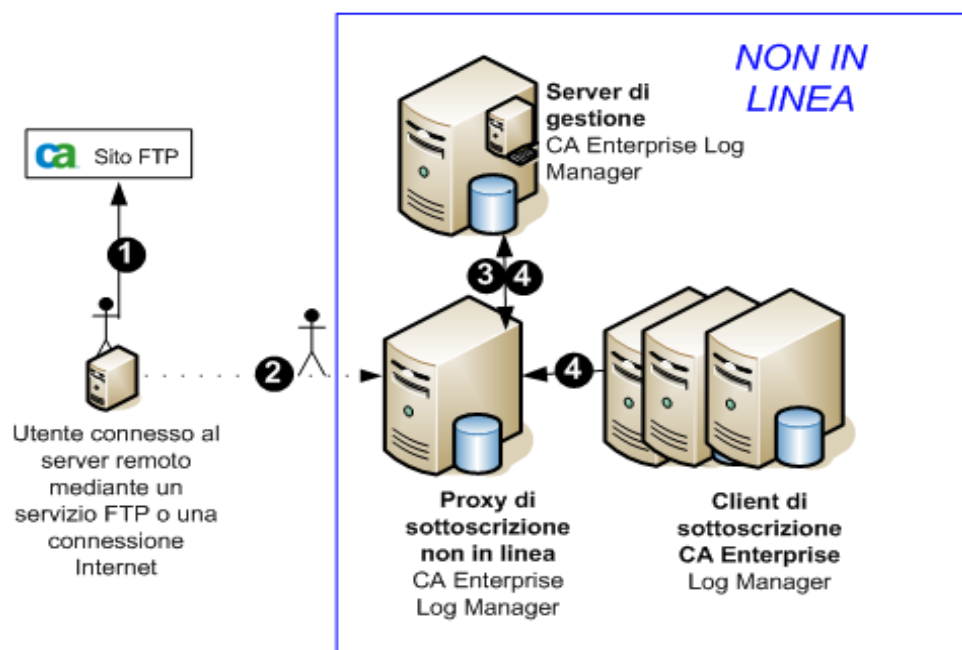 NON IN
LINEA
Server di
gestione
CA Enterprise Log
Manager
ca Sito FTP
1
3 4
2
4
Utente connesso al
server remoto
mediante un
servizio FTP o una
connessione
Internet
Proxy di
sottoscrizione
non in linea
CA Enterprise
Log Manager
Client di
sottoscrizione
CA Enterprise
Log Manager